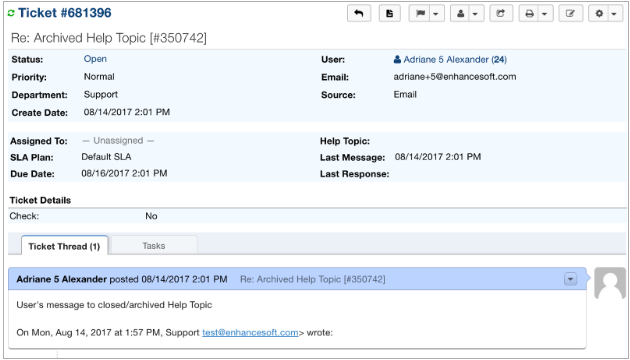 Ticket #681396
Re: Archived Help Topic [#350742]
Status: Open User: Adriane 5 Alexander (24)
Priority: Normal Email: adriane+5@enhancesoft.com
Department: Support Source: Email
Create Date: 08/14/2017 2:01 PM
Assigned To: — Unassigned — Help Topic:
SLA Plan: Default SLA Last Message: 08/14/2017 2:01 PM
Due Date: 08/16/2017 2:01 PM Last Response:
Ticket Details
Check: No
Ticket Thread (1) Tasks
Adriane 5 Alexander posted 08/14/2017 2:01 PM Re: Archived Help Topic [#350742]
User's message to closed/archived Help Topic
On Mon, Aug 14, 2017 at 1:57 PM, Support test@enhancesoft.com> wrote: